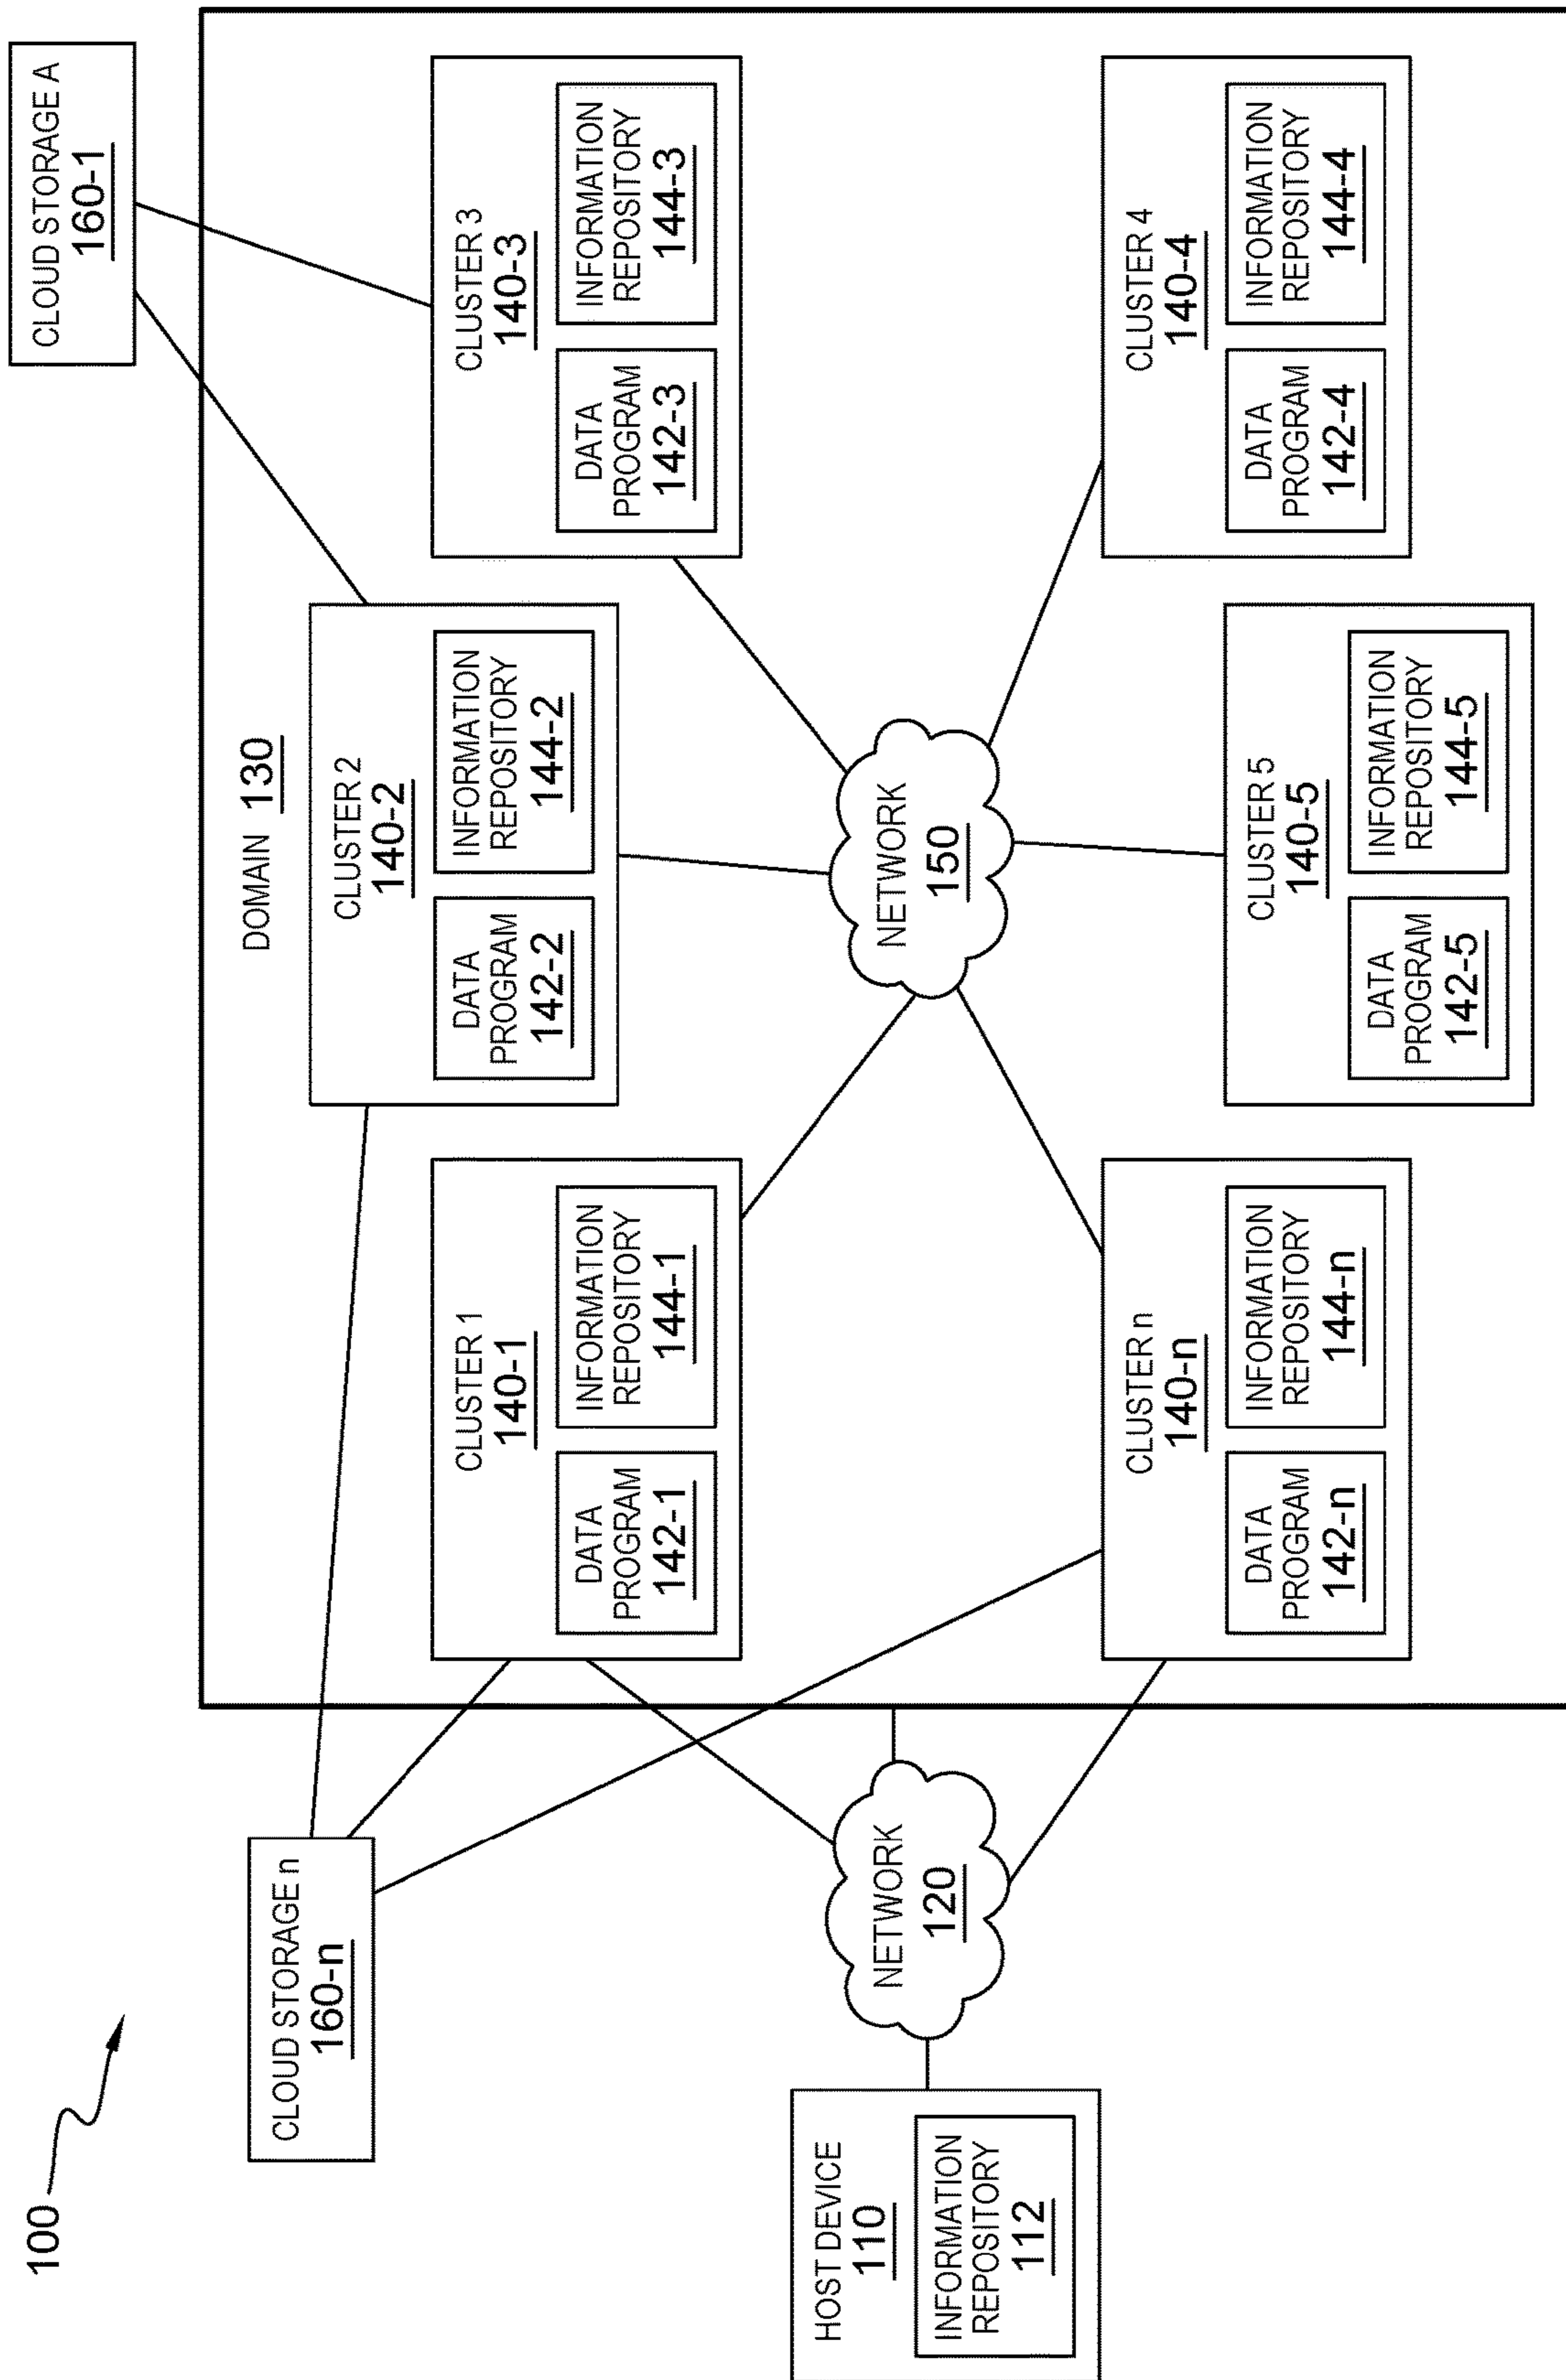 100
CLOUD STORAGE n
160-n
CLOUD STORAGE A
160-1
DOMAIN 130
CLUSTER 2
140-2
DATA
PROGRAM
142-2
INFORMATION
REPOSITORY
144-2
CLUSTER 1
140-1
DATA
PROGRAM
142-1
INFORMATION
REPOSITORY
144-1
CLUSTER 3
140-3
DATA
PROGRAM
142-3
INFORMATION
REPOSITORY
144-3
HOST DEVICE
110
INFORMATION
REPOSITORY
112
NETWORK
120
NETWORK
150
CLUSTER n
140-n
DATA
PROGRAM
142-n
INFORMATION
REPOSITORY
144-n
CLUSTER 5
140-5
DATA
PROGRAM
142-5
INFORMATION
REPOSITORY
144-5
CLUSTER 4
140-4
DATA
PROGRAM
142-4
INFORMATION
REPOSITORY
144-4